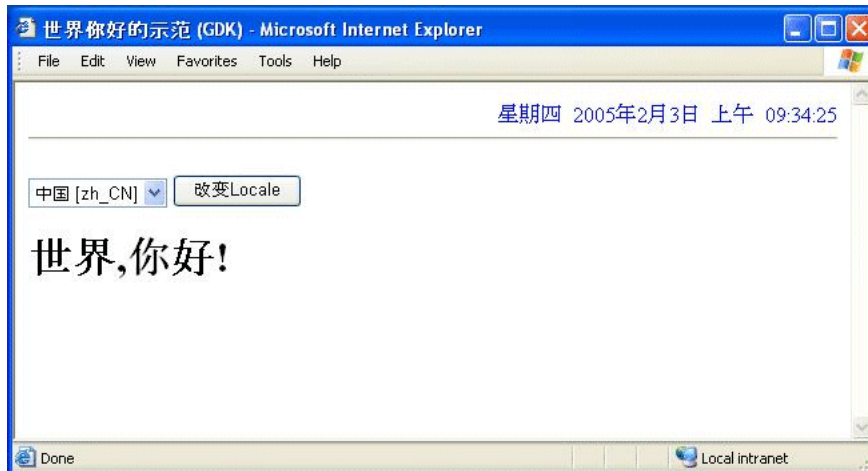 世界你好的示范 (GDK) - Microsoft Internet Explorer
File Edit View Favorites Tools Help
星期四 2005年2月3日 上午 09:34:25
中国 [zh_CN] 改变Locale
世界,你好!
Done Local intranet